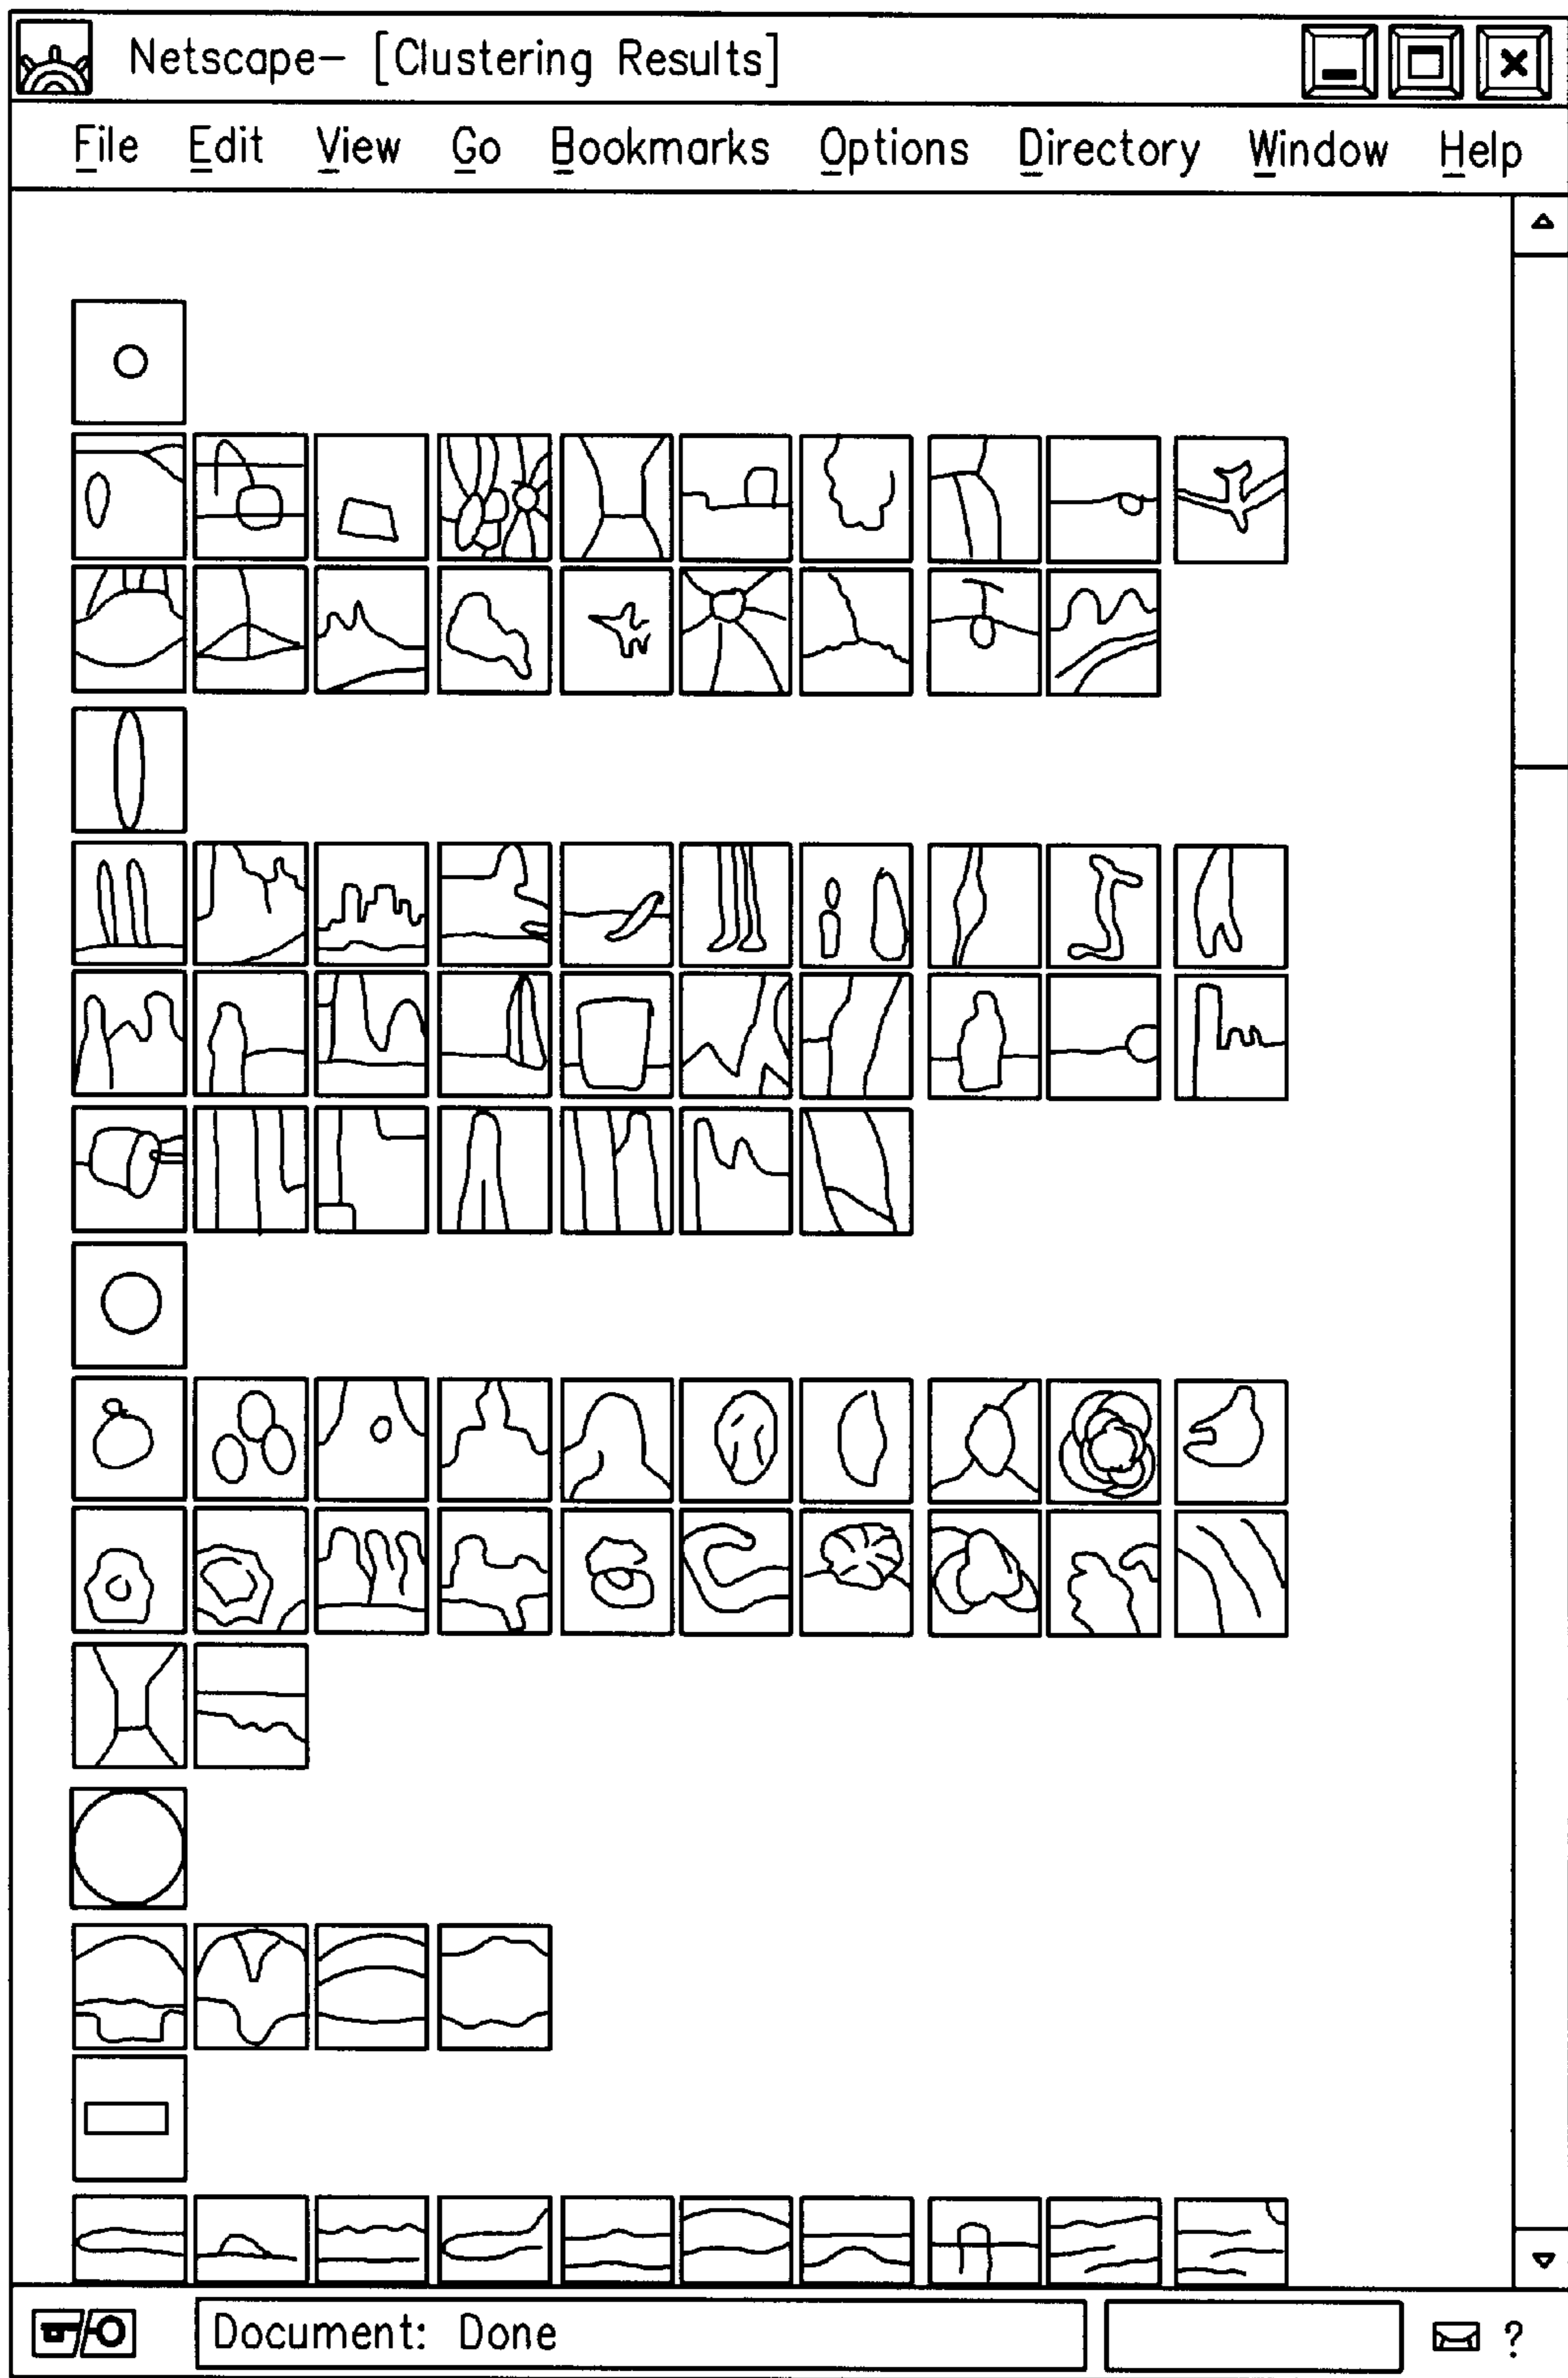 Netscape– [Clustering Results]
File Edit View Go Bookmarks Options Directory Window Help
Document: Done
?